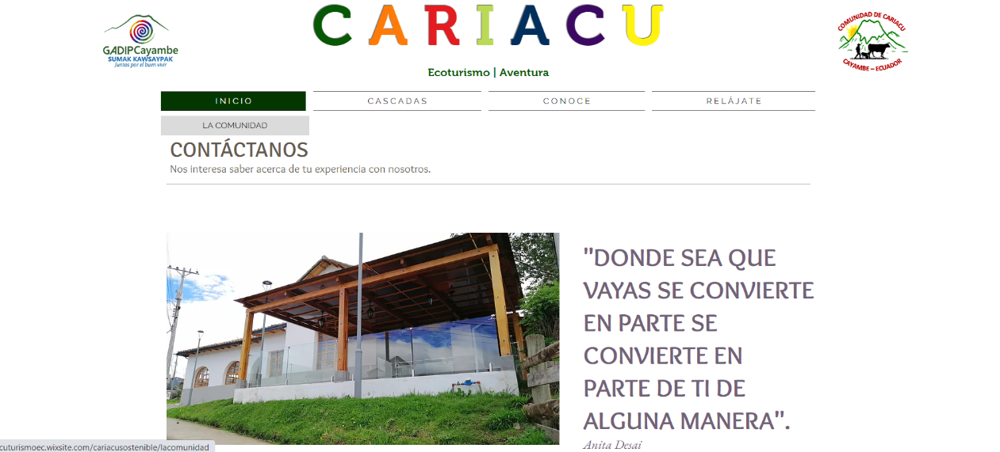 CARIACU
GADIPCayambe
SUMAK KAWSAYPAK
Juntos por el buen vivir
COMUNIDAD DE CARIACU
CAYAMBE – ECUADOR
Ecoturismo | Aventura
INICIO
CASCADAS
CONOCE
RELÁJATE
LA COMUNIDAD
CONTÁCTANOS
Nos interesa saber acerca de tu experiencia con nosotros.
"DONDE SEA QUE
VAYAS SE CONVIERTE
EN PARTE SE
CONVIERTE EN
PARTE DE TI DE
ALGUNA MANERA".
Anita Desai
cuturismoec.wixsite.com/cariacusostenible/lacomunidad